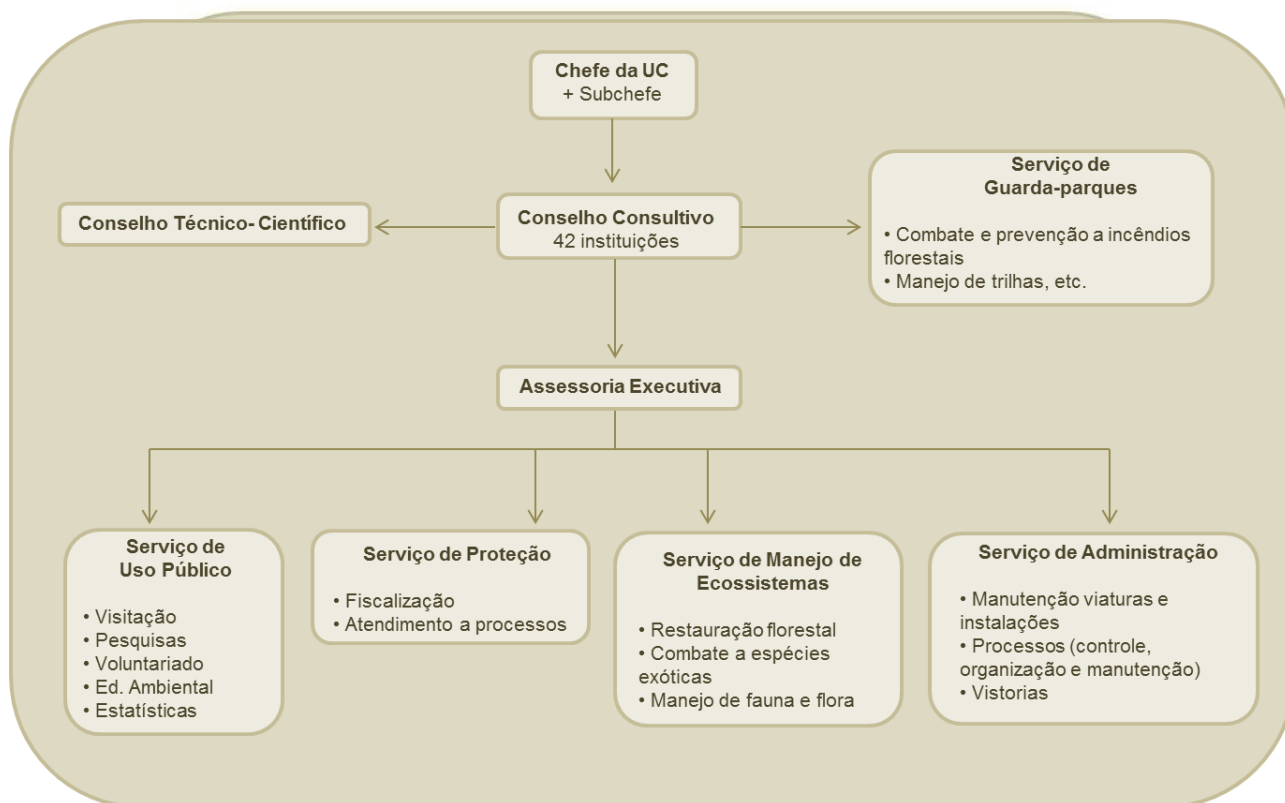 Chefe da UC
+ Subchefe
Serviço de
Guarda-parques
• Combate e prevenção a incêndios
florestais
• Manejo de trilhas, etc.
Conselho Técnico- Científico
Conselho Consultivo
42 instituições
Assessoria Executiva
Serviço de
Uso Público
• Visitação
• Pesquisas
• Voluntariado
• Ed. Ambiental
• Estatísticas
Serviço de Proteção
• Fiscalização
• Atendimento a processos
Serviço de Manejo de
Ecossistemas
• Restauração florestal
• Combate a espécies
exóticas
• Manejo de fauna e flora
Serviço de Administração
• Manutenção viaturas e
instalações
• Processos (controle,
organização e manutenção)
• Vistorias